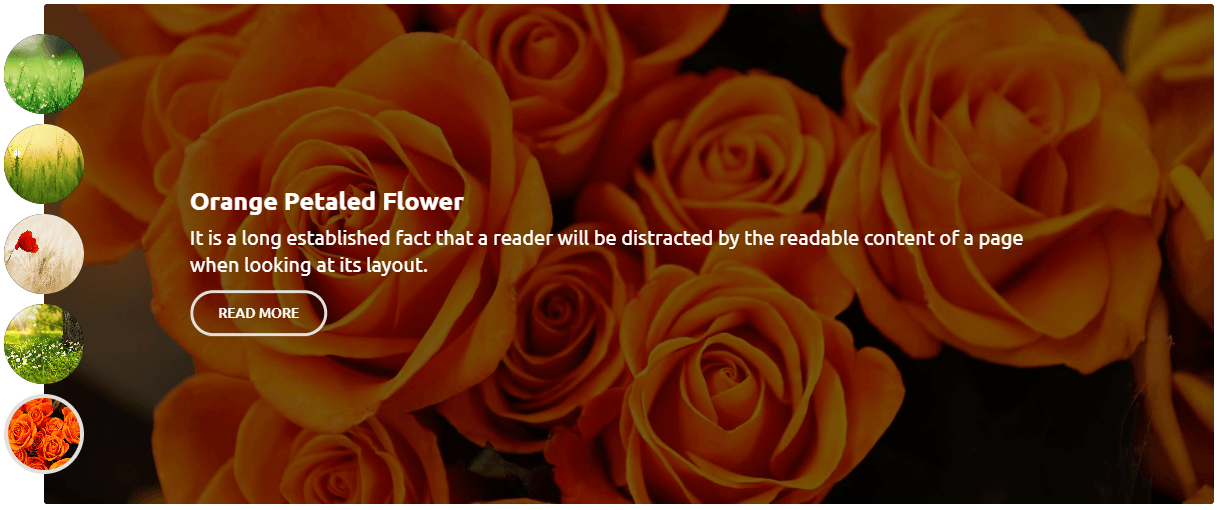 Orange Petaled Flower
It is a long established fact that a reader will be distracted by the readable content of a page
when looking at its layout.
READ MORE